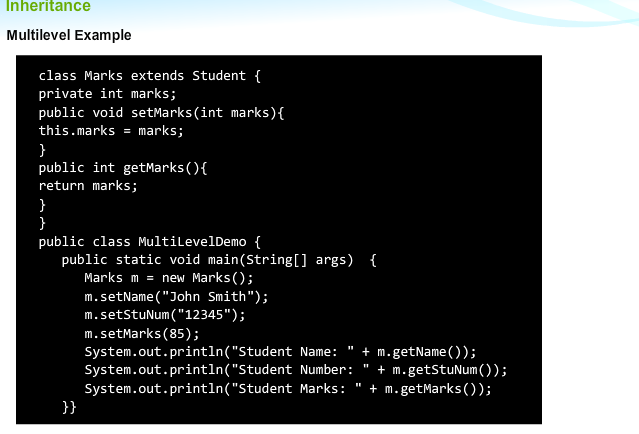 Inheritance
Multilevel Example
class Marks extends Student {
private int marks;
public void setMarks(int marks){
this.marks = marks;
}
public int getMarks(){
return marks;
}
}
public class MultiLevelDemo {
public static void main(String[] args)  {
Marks m = new Marks();
m.setName("John Smith");
m.setStuNum("12345");
m.setMarks(85);
System.out.println("Student Name: " + m.getName());
System.out.println("Student Number: " + m.getStuNum());
System.out.println("Student Marks: " + m.getMarks());
}}